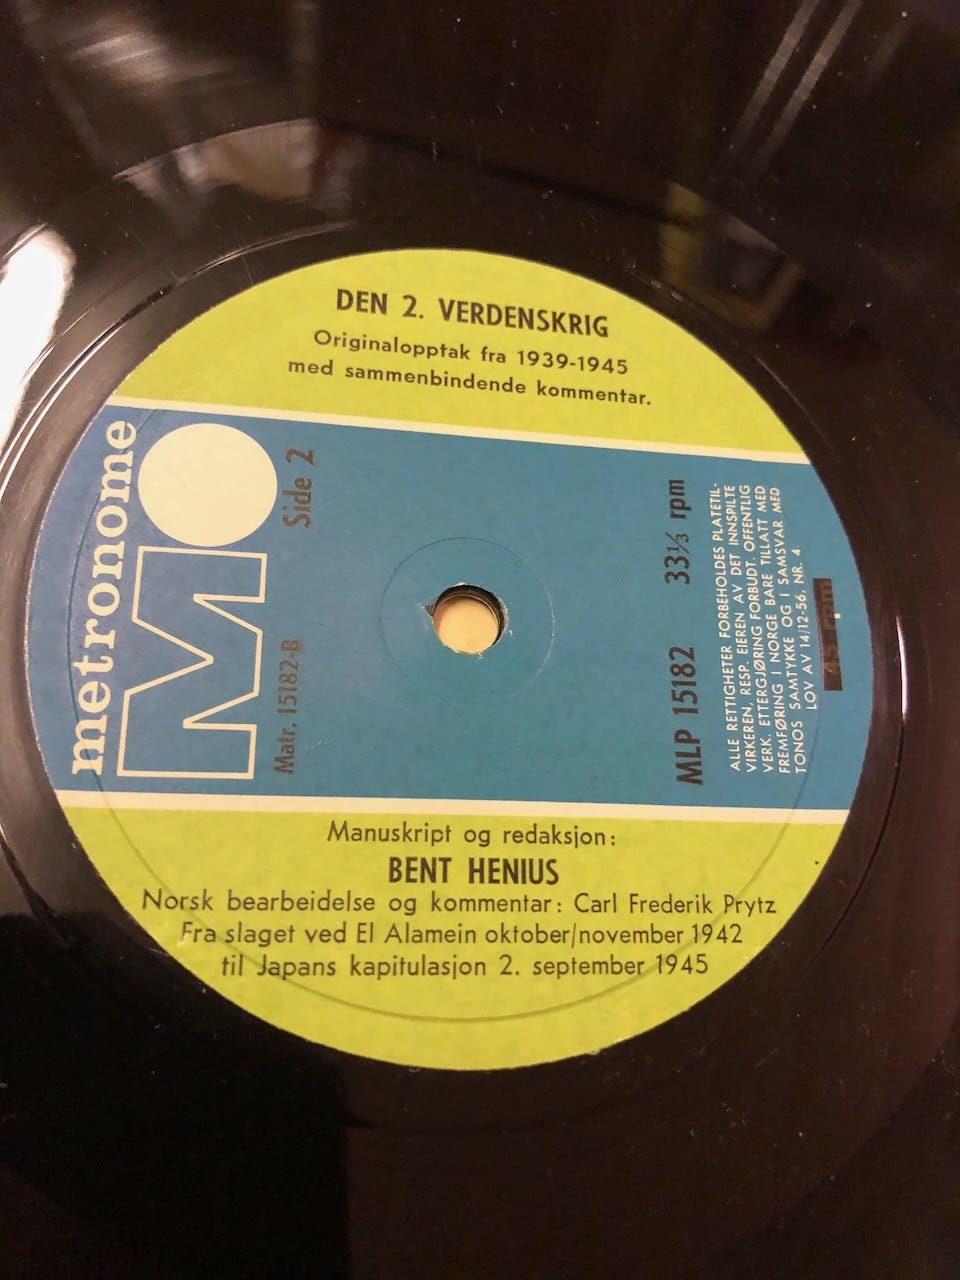 DEN 2. VERDENSKRIG
Originalopptak fra 1939-1945
med sammenbindende kommentar.
metronome
M
Side 2
Matr. 15182-B
33⅓ rpm
MLP 15182
ALLE RETTIGHETER FORBEHOLDES PLATETIL-
VIRKEREN, RESP. EIEREN AV DET INNSPILTE
VERK. ETTERGJØRING FORBUDT. OFFENTLIG
FREMFØRING I NORGE BARE TILLATT MED
TONOS SAMTYKKE OG I SAMSVAR MED
LOV AV 14/12-56, NR. 4
45 rpm
Manuskript og redaksjon:
BENT HENIUS
Norsk bearbeidelse og kommentar: Carl Frederik Prytz
Fra slaget ved El Alamein oktober/november 1942
til Japans kapitulasjon 2. september 1945